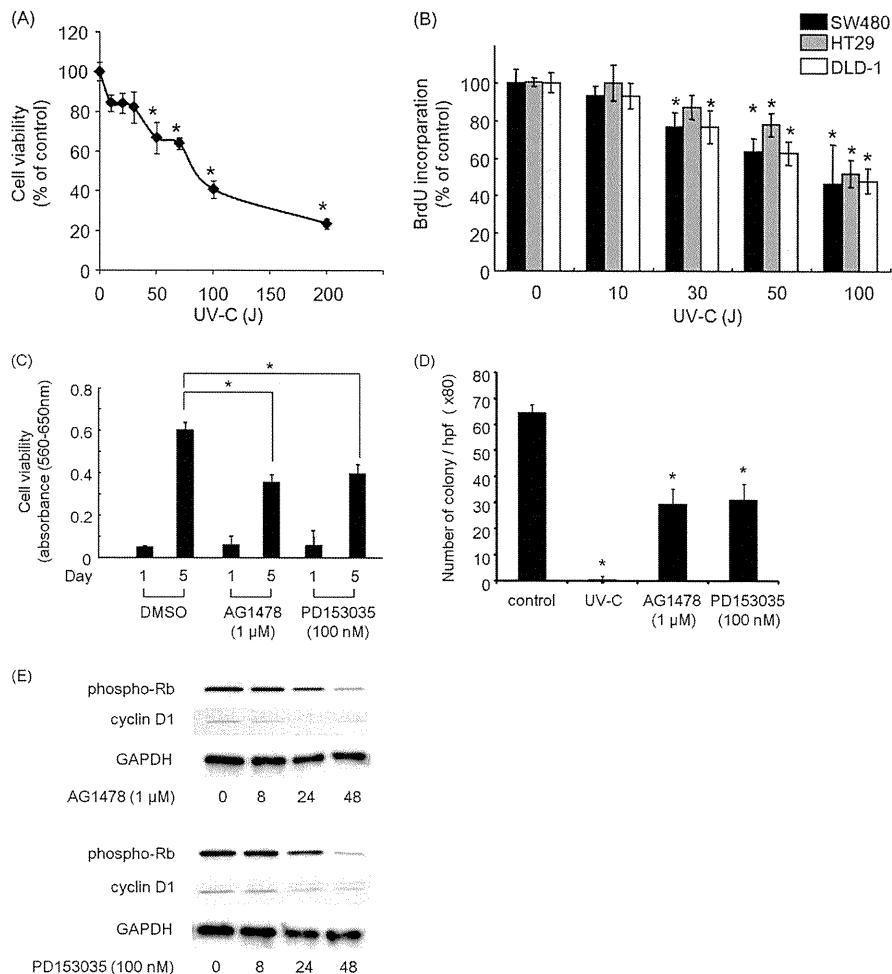 (A)
120
100
80
60
40
20
0
Cell viability
(% of control)
* * * *
0 50 100 150 200
UV-C (J)
(B)
SW480
HT29
DLD-1
100
80
60
40
20
0
BrdU incorparation
(% of control)
* * * * * * * *
0 10 30 50 100
UV-C (J)
(C)
0.8
0.6
0.4
0.2
0
Cell viability
(absorbance (560-650nm)
*
*
Day 1 5 1 5 1 5
DMSO AG1478 PD153035
(1 μM) (100 nM)
(D)
80
70
60
50
40
30
20
10
0
Number of colony / hpf ( x80)
* * *
control UV-C AG1478 PD153035
(1 μM) (100 nM)
(E)
phospho-Rb
cyclin D1
GAPDH
AG1478 (1 μM) 0 8 24 48
phospho-Rb
cyclin D1
GAPDH
PD153035 (100 nM) 0 8 24 48